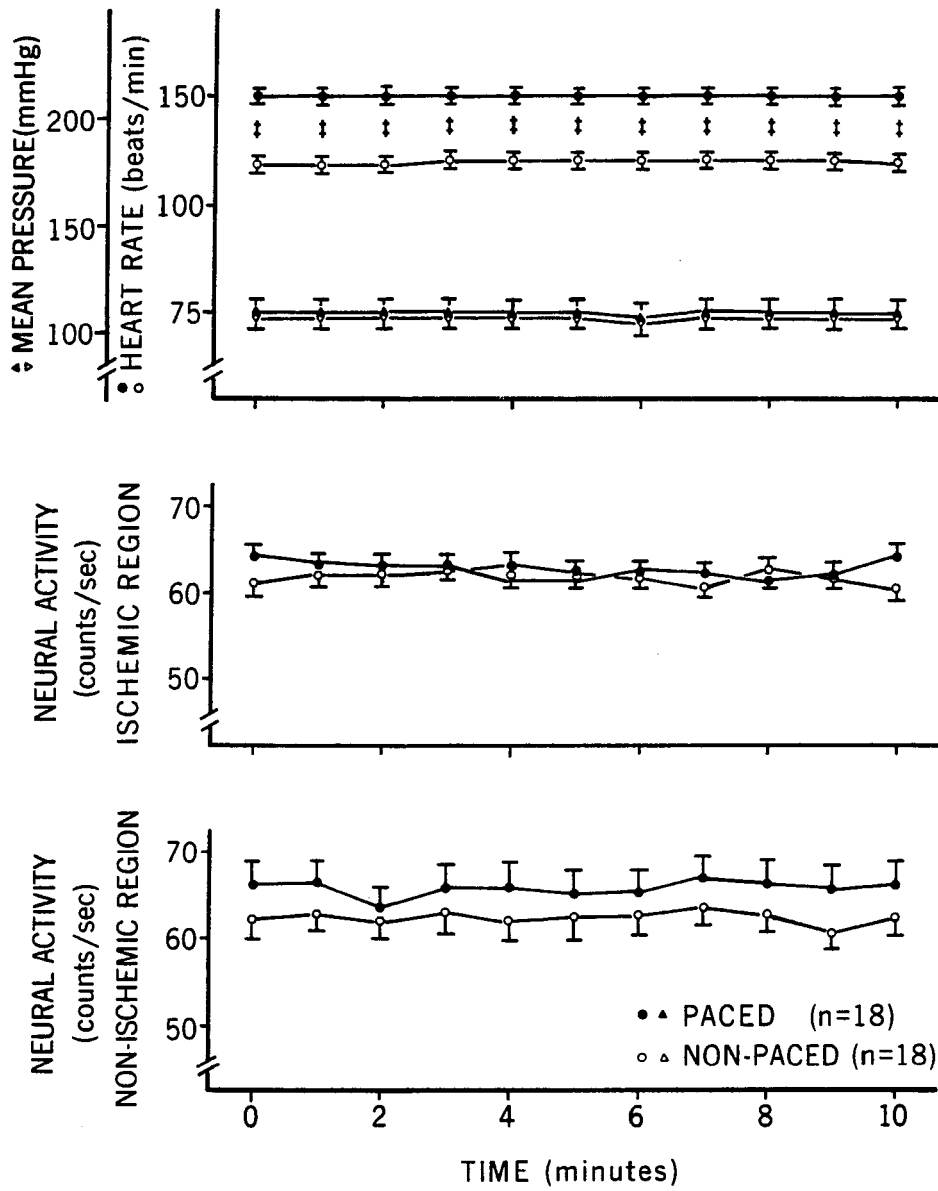 MEAN PRESSURE(mmHg)
200
150
100
HEART RATE (beats/min)
150
100
75
‡ ‡ ‡ ‡ ‡ ‡ ‡ ‡ ‡ ‡ ‡
NEURAL ACTIVITY
(counts/sec)
ISCHEMIC REGION
70
60
50
NEURAL ACTIVITY
(counts/sec)
NON-ISCHEMIC REGION
70
60
50
PACED (n=18)
NON-PACED (n=18)
0 2 4 6 8 10
TIME (minutes)